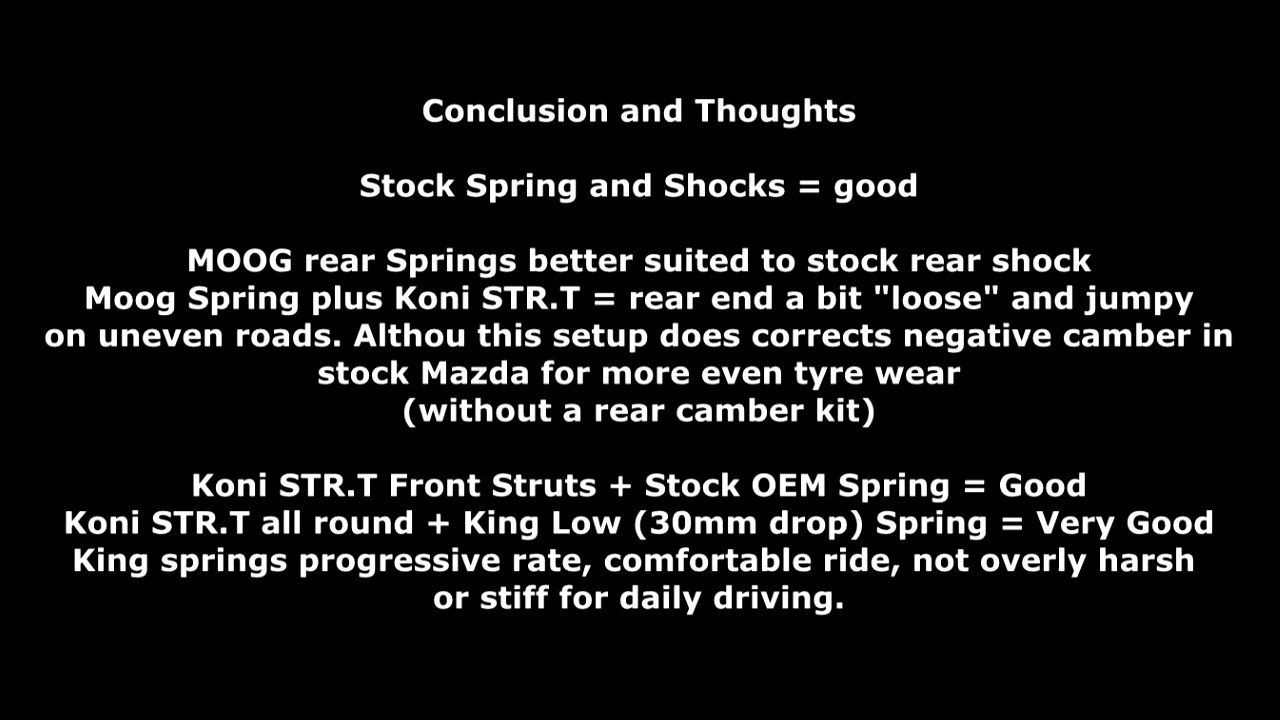 Conclusion and Thoughts
Stock Spring and Shocks = good
MOOG rear Springs better suited to stock rear shock
Moog Spring plus Koni STR.T = rear end a bit "loose" and jumpy
on uneven roads. Althou this setup does corrects negative camber in
stock Mazda for more even tyre wear
(without a rear camber kit)
Koni STR.T Front Struts + Stock OEM Spring = Good
Koni STR.T all round + King Low (30mm drop) Spring = Very Good
King springs progressive rate, comfortable ride, not overly harsh
or stiff for daily driving.